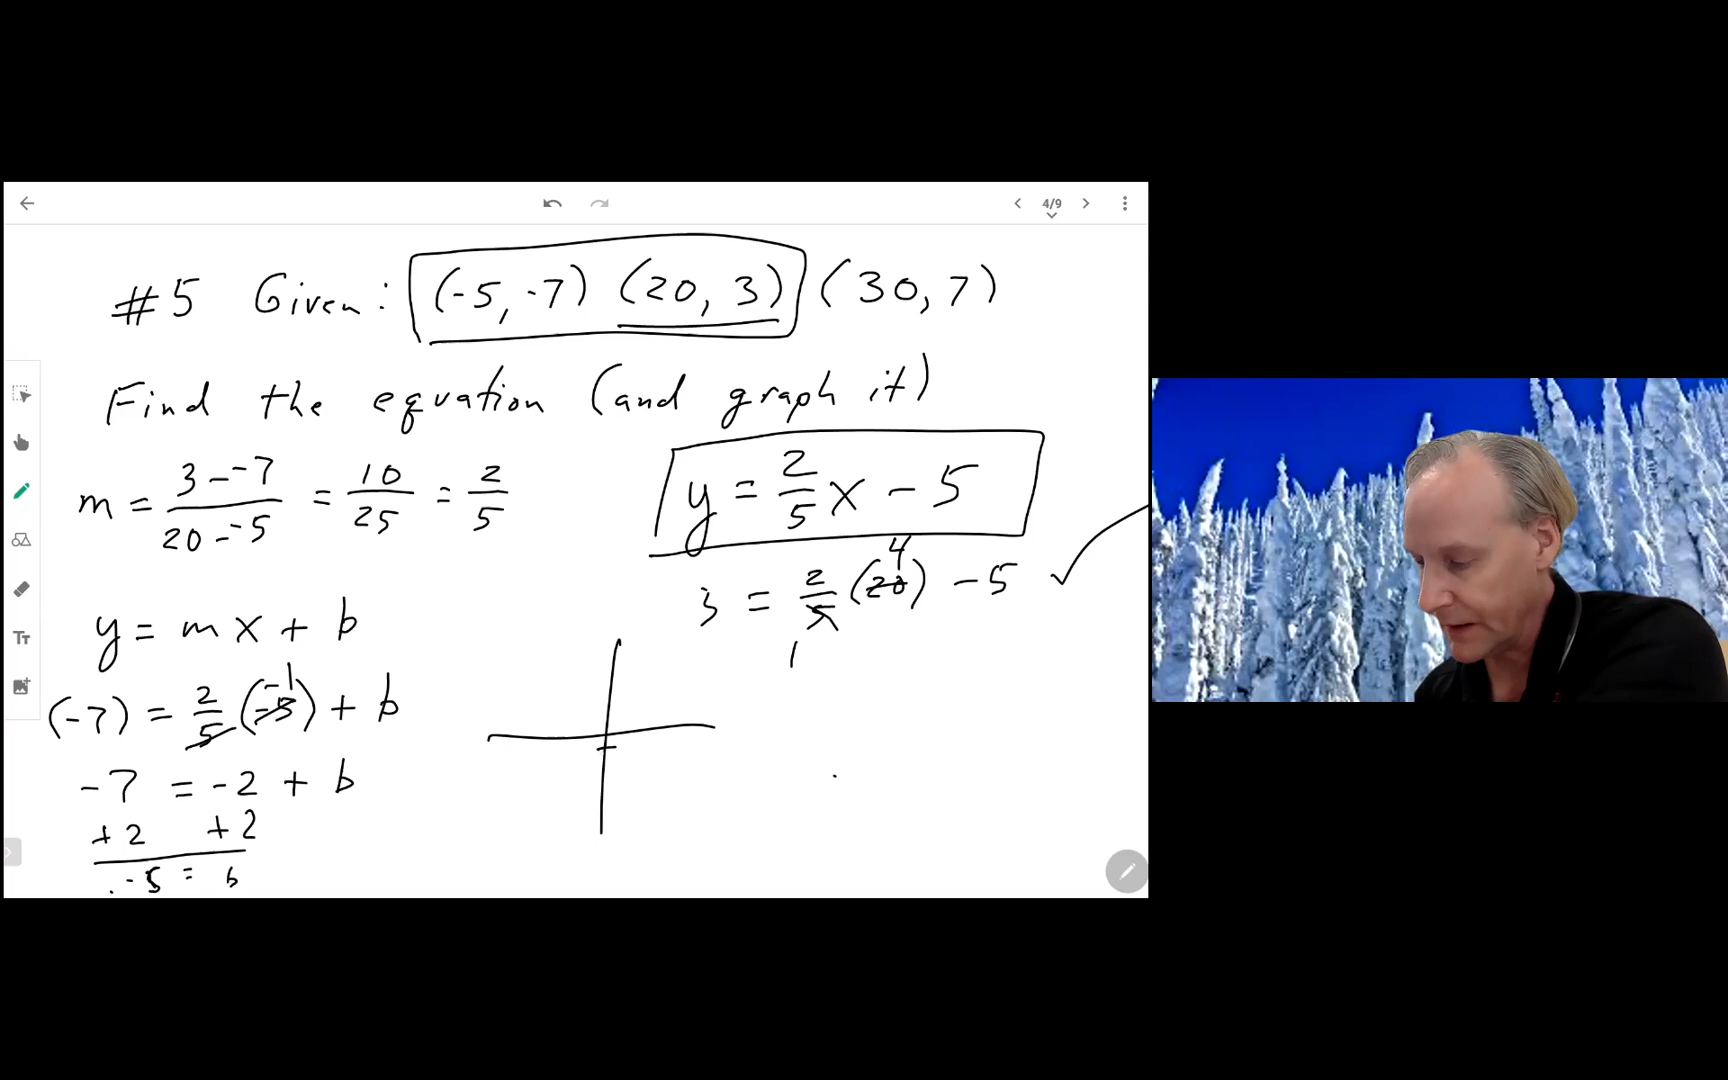 4/9
#5 Given: (-5, -7) (20, 3) (30, 7)
Find the equation (and graph it)
m = 3 - -7 / 20 - -5 = 10/25 = 2/5
y = 2/5 x - 5
3 = 2/5 (20) - 5 ✓
4
1
y = mx + b
(-7) = 2/5 (-5) + b
-1
-7 = -2 + b
+2 +2
-5 = b
Tт